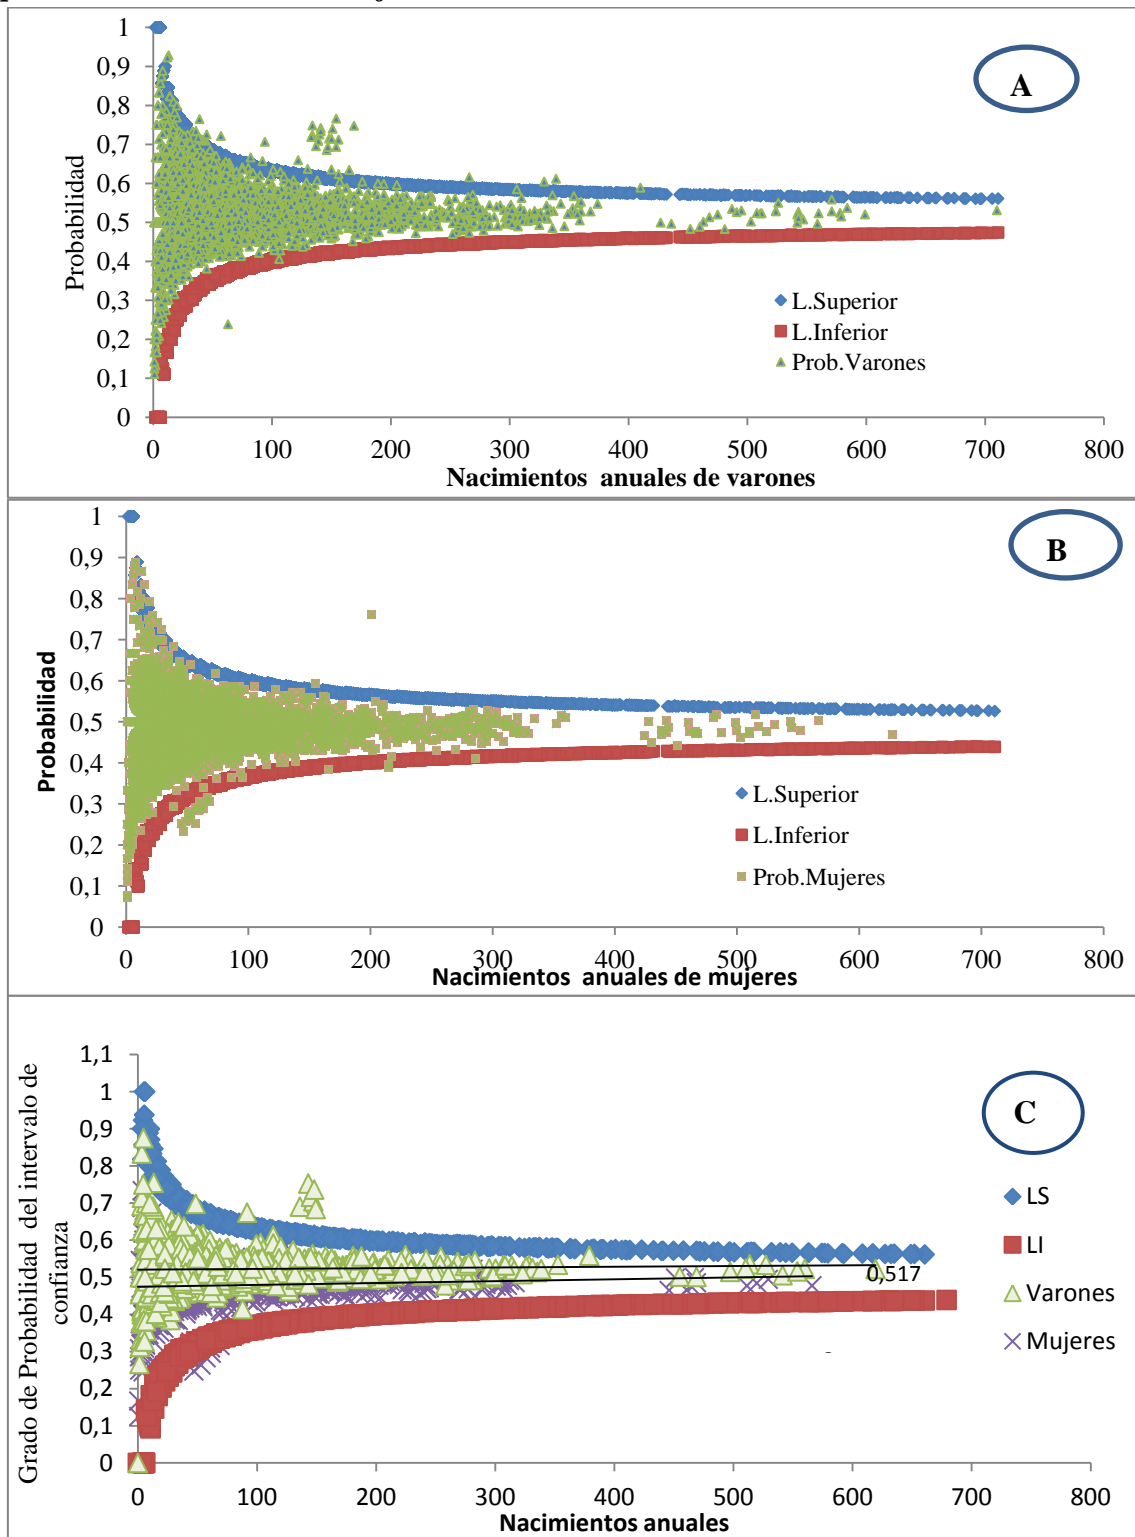 1
0,9
0,8
0,7
0,6
0,5
0,4
0,3
0,2
0,1
0
Probabilidad
A
L.Superior
L.Inferior
Prob.Varones
0 100 200 300 400 500 600 700 800
Nacimientos anuales de varones
1
0,9
0,8
0,7
0,6
0,5
0,4
0,3
0,2
0,1
0
Probabilidad
B
L.Superior
L.Inferior
Prob.Mujeres
0 100 200 300 400 500 600 700 800
Nacimientos anuales de mujeres
1,1
1
0,9
0,8
0,7
0,6
0,5
0,4
0,3
0,2
0,1
0
Grado de Probabilidad del intervalo de
confianza
C
LS
LI
Varones
Mujeres
0,517
0 100 200 300 400 500 600 700 800
Nacimientos anuales